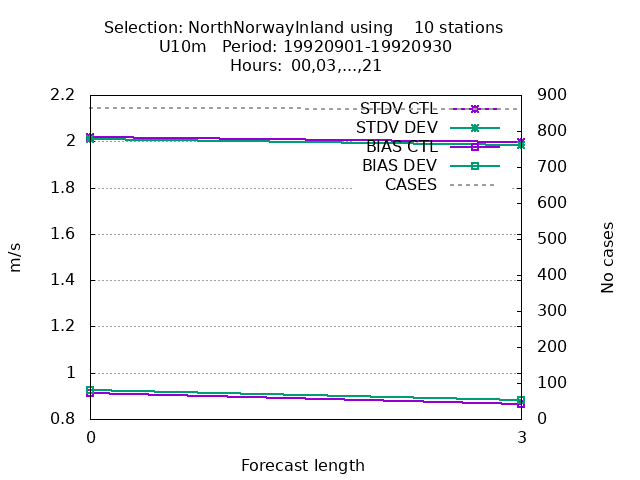 Selection: NorthNorwayInland using    10 stations
U10m   Period: 19920901-19920930
Hours:  00,03,...,21
2.2
2
1.8
1.6
1.4
1.2
1
0.8
m/s
STDV CTL
STDV DEV
BIAS CTL
BIAS DEV
CASES
900
800
700
600
500
400
300
200
100
0
No cases
0
3
Forecast length